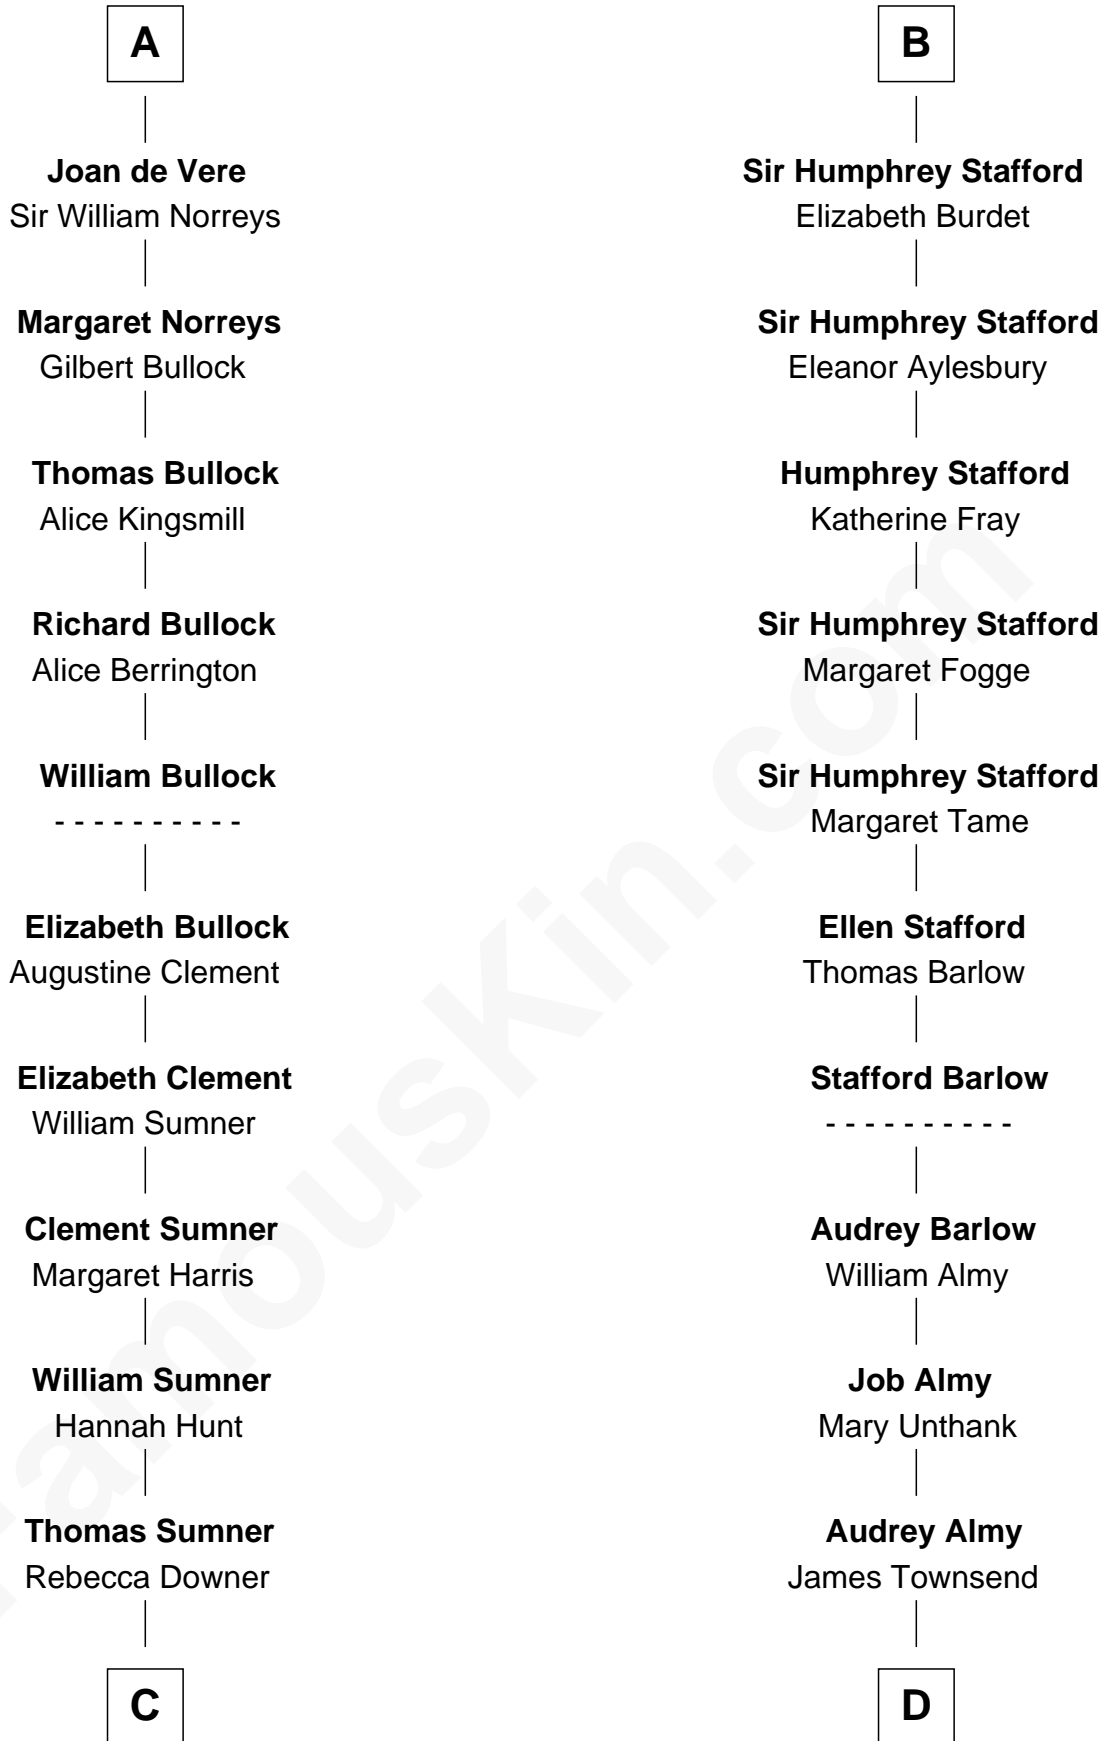 A
Joan de Vere
Sir William Norreys
Margaret Norreys
Gilbert Bullock
Thomas Bullock
Alice Kingsmill
Richard Bullock
Alice Berrington
William Bullock
- - - - - - - - - -
Elizabeth Bullock
Augustine Clement
Elizabeth Clement
William Sumner
Clement Sumner
Margaret Harris
William Sumner
Hannah Hunt
Thomas Sumner
Rebecca Downer
C
B
Sir Humphrey Stafford
Elizabeth Burdet
Sir Humphrey Stafford
Eleanor Aylesbury
Humphrey Stafford
Katherine Fray
Sir Humphrey Stafford
Margaret Fogge
Sir Humphrey Stafford
Margaret Tame
Ellen Stafford
Thomas Barlow
Stafford Barlow
- - - - - - - - - -
Audrey Barlow
William Almy
Job Almy
Mary Unthank
Audrey Almy
James Townsend
D
FamousKin.com